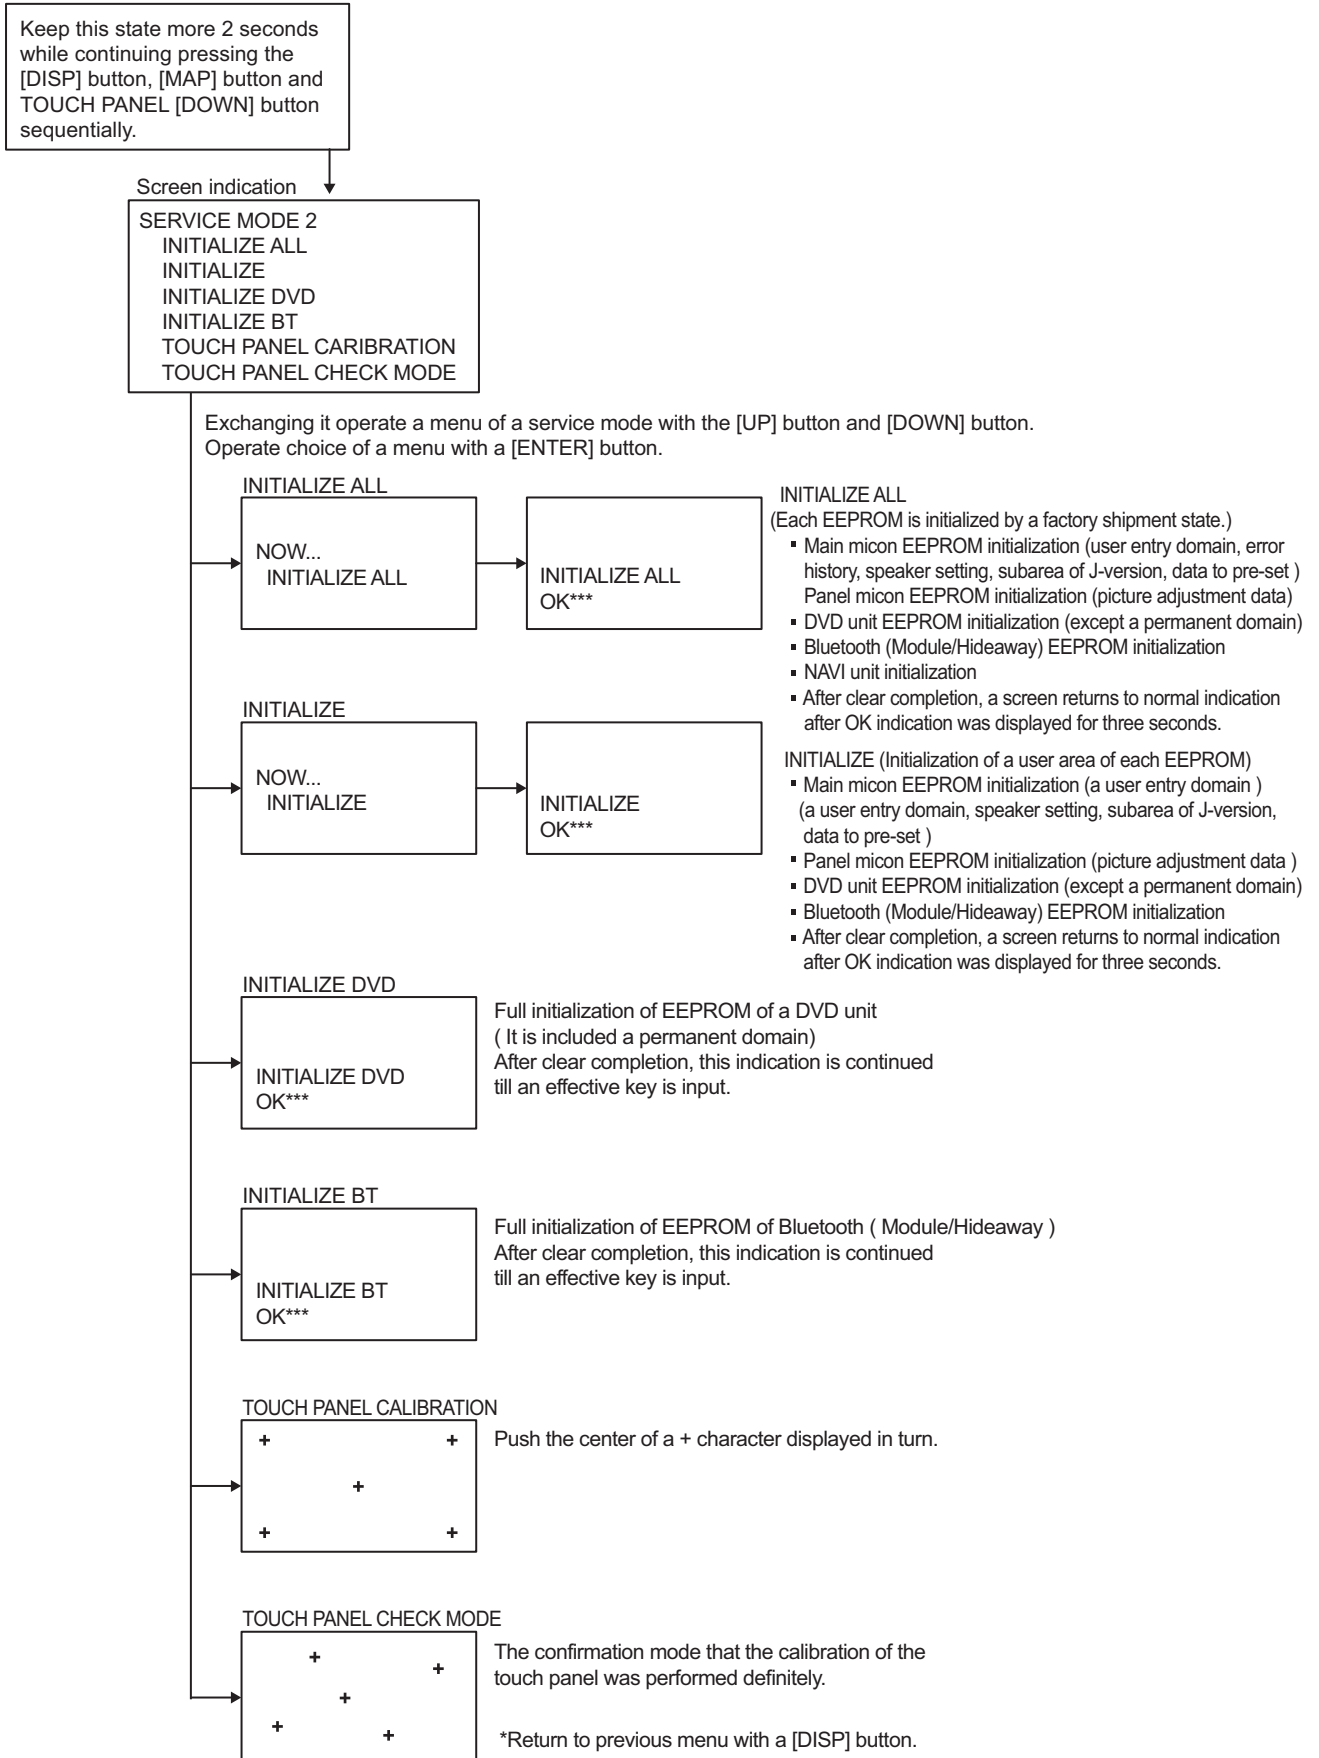 Keep this state more 2 seconds
while continuing pressing the
[DISP] button, [MAP] button and
TOUCH PANEL [DOWN] button
sequentially.
Screen indication
SERVICE MODE 2
INITIALIZE ALL
INITIALIZE
INITIALIZE DVD
INITIALIZE BT
TOUCH PANEL CARIBRATION
TOUCH PANEL CHECK MODE
Exchanging it operate a menu of a service mode with the [UP] button and [DOWN] button.
Operate choice of a menu with a [ENTER] button.
INITIALIZE ALL
NOW...
INITIALIZE ALL
INITIALIZE ALL
OK***
INITIALIZE ALL
(Each EEPROM is initialized by a factory shipment state.)
▪ Main micon EEPROM initialization (user entry domain, error
history, speaker setting, subarea of J-version, data to pre-set )
Panel micon EEPROM initialization (picture adjustment data)
▪ DVD unit EEPROM initialization (except a permanent domain)
▪ Bluetooth (Module/Hideaway) EEPROM initialization
▪ NAVI unit initialization
▪ After clear completion, a screen returns to normal indication
after OK indication was displayed for three seconds.
INITIALIZE
NOW...
INITIALIZE
INITIALIZE
OK***
INITIALIZE (Initialization of a user area of each EEPROM)
▪ Main micon EEPROM initialization (a user entry domain )
(a user entry domain, speaker setting, subarea of J-version,
data to pre-set )
▪ Panel micon EEPROM initialization (picture adjustment data )
▪ DVD unit EEPROM initialization (except a permanent domain)
▪ Bluetooth (Module/Hideaway) EEPROM initialization
▪ After clear completion, a screen returns to normal indication
after OK indication was displayed for three seconds.
INITIALIZE DVD
INITIALIZE DVD
OK***
Full initialization of EEPROM of a DVD unit
( It is included a permanent domain)
After clear completion, this indication is continued
till an effective key is input.
INITIALIZE BT
INITIALIZE BT
OK***
Full initialization of EEPROM of Bluetooth ( Module/Hideaway )
After clear completion, this indication is continued
till an effective key is input.
TOUCH PANEL CALIBRATION
+ +
+
+ +
Push the center of a + character displayed in turn.
TOUCH PANEL CHECK MODE
+
+
+
+
+
The confirmation mode that the calibration of the
touch panel was performed definitely.
*Return to previous menu with a [DISP] button.